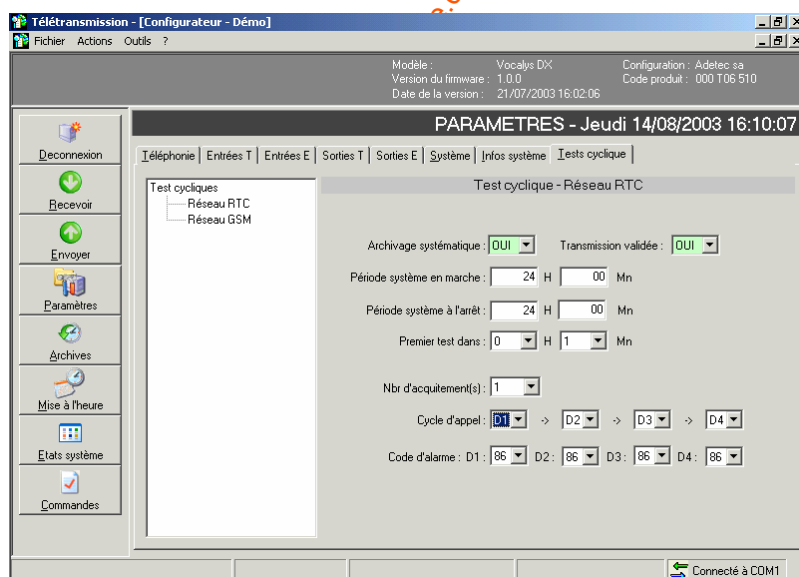 Télétransmission - [Configurateur - Démo]
Fichier Actions Outils ?
Modèle : Vocalys DX Configuration : Adetec sa
Version du firmware : 1.0.0 Code produit : 000 T06 510
Date de la version : 21/07/2003 16:02:06
PARAMETRES - Jeudi 14/08/2003 16:10:07
Deconnexion
Recevoir
Envoyer
Paramètres
Archives
Mise à l'heure
Etats système
Commandes
Téléphonie Entrées T Entrées E Sorties T Sorties E Système Infos système Tests cyclique
Test cycliques
Réseau RTC
Réseau GSM
Test cyclique - Réseau RTC
Archivage systématique : OUI Transmission validée : OUI
Période système en marche : 24 H 00 Mn
Période système à l'arrêt : 24 H 00 Mn
Premier test dans : 0 H 1 Mn
Nbr d'acquitement(s) : 1
Cycle d'appel : D1 -> D2 -> D3 -> D4
Code d'alarme : D1 : 86 D2 : 86 D3 : 86 D4 : 86
Connecté à COM1